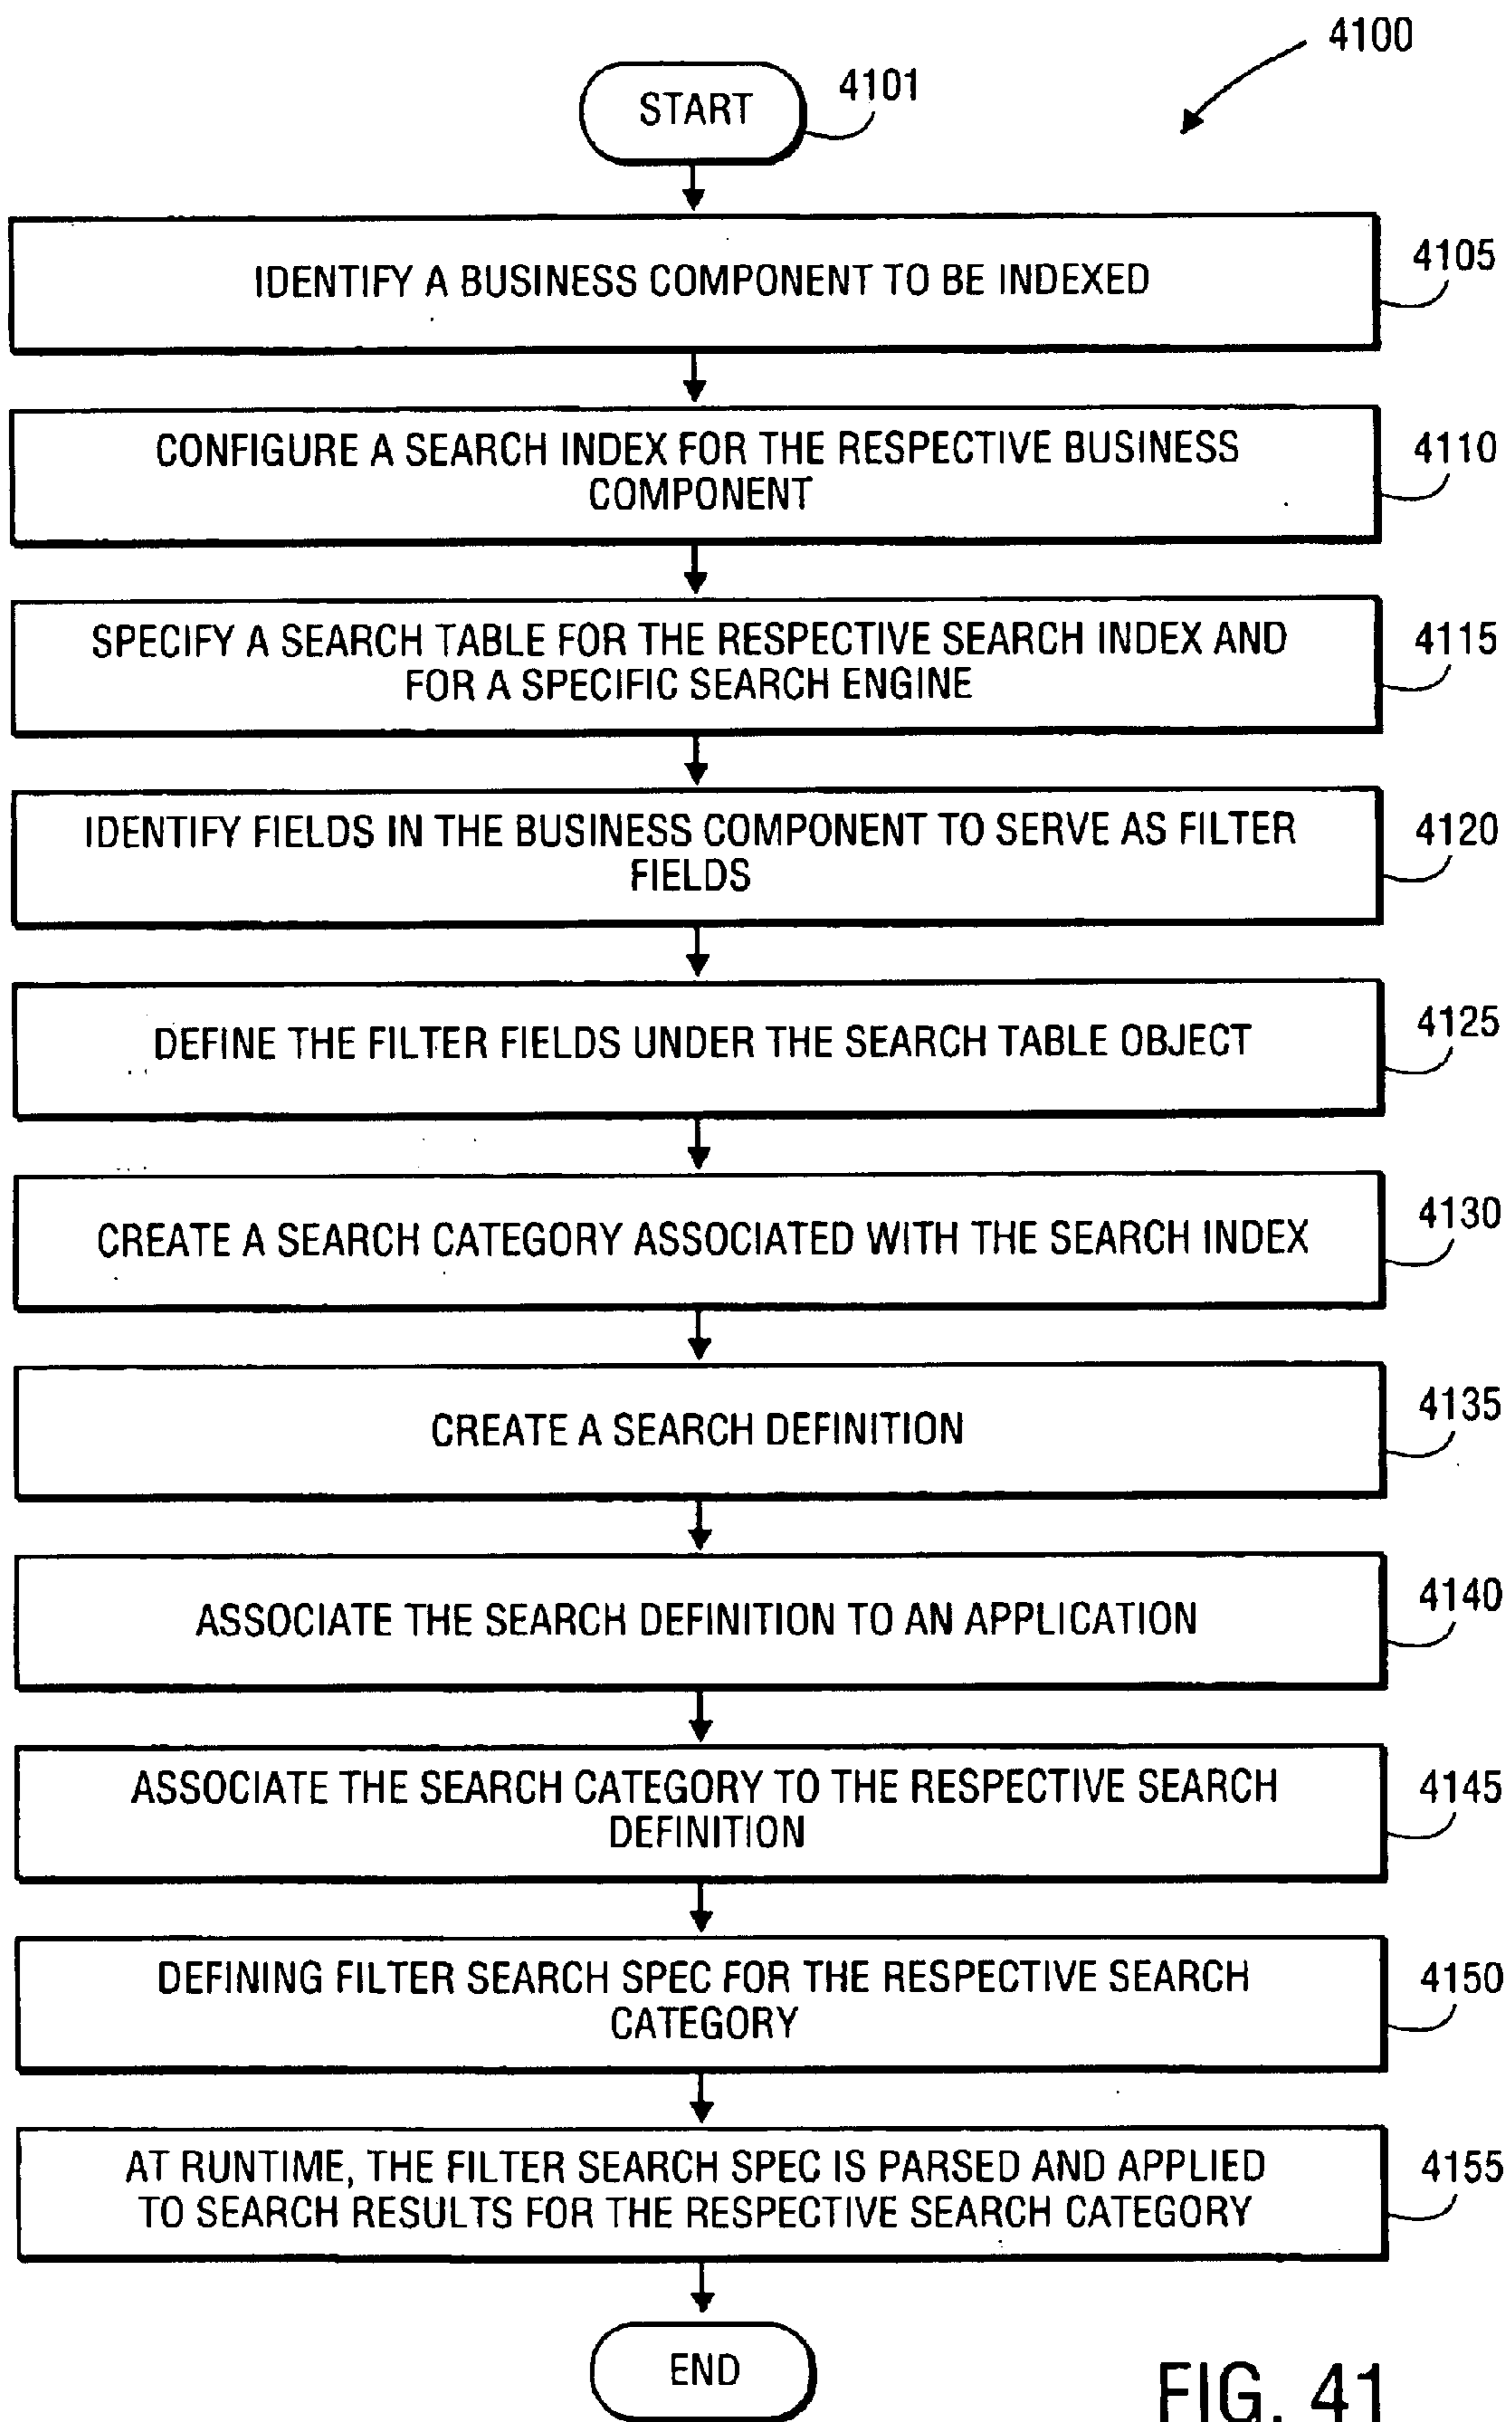 4100
START
4101
IDENTIFY A BUSINESS COMPONENT TO BE INDEXED
4105
CONFIGURE A SEARCH INDEX FOR THE RESPECTIVE BUSINESS
COMPONENT
4110
SPECIFY A SEARCH TABLE FOR THE RESPECTIVE SEARCH INDEX AND
FOR A SPECIFIC SEARCH ENGINE
4115
IDENTIFY FIELDS IN THE BUSINESS COMPONENT TO SERVE AS FILTER
FIELDS
4120
DEFINE THE FILTER FIELDS UNDER THE SEARCH TABLE OBJECT
4125
CREATE A SEARCH CATEGORY ASSOCIATED WITH THE SEARCH INDEX
4130
CREATE A SEARCH DEFINITION
4135
ASSOCIATE THE SEARCH DEFINITION TO AN APPLICATION
4140
ASSOCIATE THE SEARCH CATEGORY TO THE RESPECTIVE SEARCH
DEFINITION
4145
DEFINING FILTER SEARCH SPEC FOR THE RESPECTIVE SEARCH
CATEGORY
4150
AT RUNTIME, THE FILTER SEARCH SPEC IS PARSED AND APPLIED
TO SEARCH RESULTS FOR THE RESPECTIVE SEARCH CATEGORY
4155
END
FIG. 41